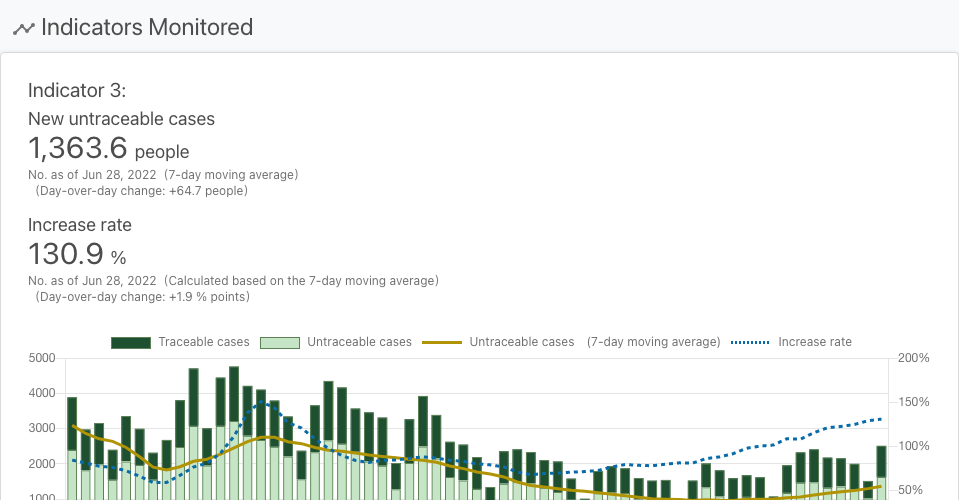 Indicators Monitored
Indicator 3:
New untraceable cases
1,363.6 people
No. as of Jun 28, 2022 (7-day moving average)
(Day-over-day change: +64.7 people)
Increase rate
130.9 %
No. as of Jun 28, 2022 (Calculated based on the 7-day moving average)
(Day-over-day change: +1.9 % points)
Traceable cases Untraceable cases Untraceable cases (7-day moving average) Increase rate
5000 200%
4000 150%
3000 100%
2000 50%
1000